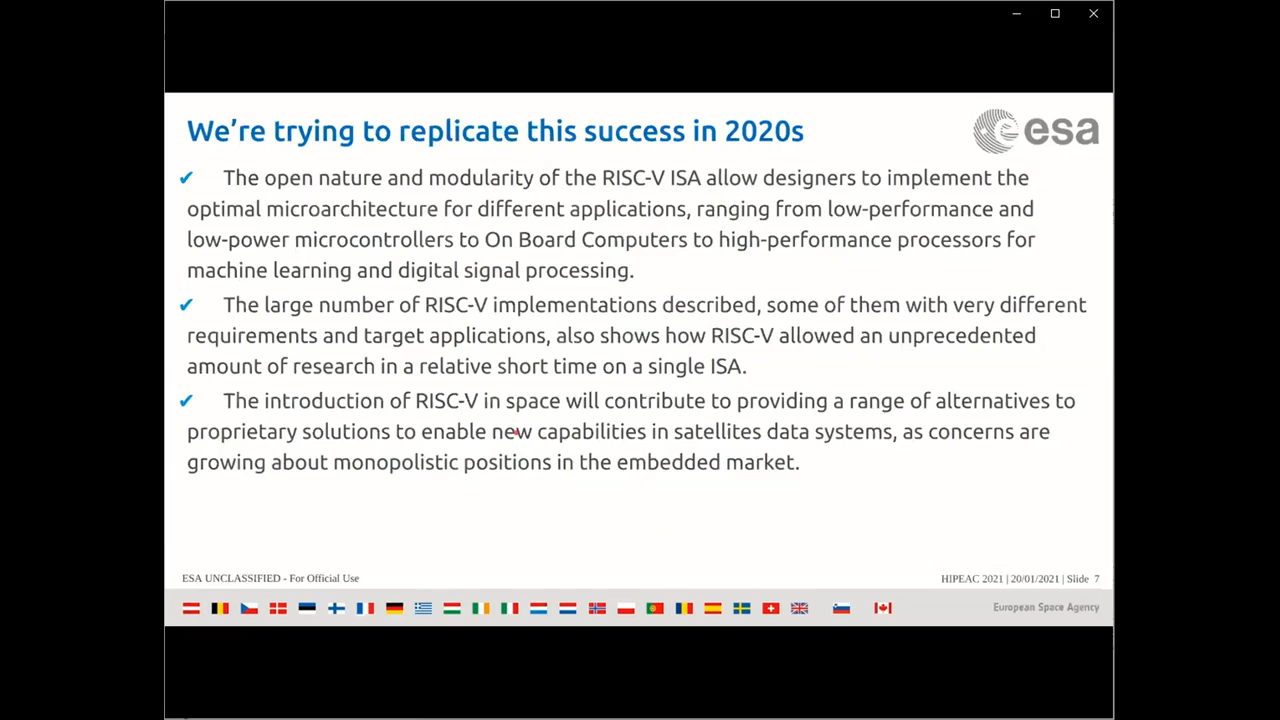 We're trying to replicate this success in 2020s
esa
✔ The open nature and modularity of the RISC-V ISA allow designers to implement the
optimal microarchitecture for different applications, ranging from low-performance and
low-power microcontrollers to On Board Computers to high-performance processors for
machine learning and digital signal processing.
✔ The large number of RISC-V implementations described, some of them with very different
requirements and target applications, also shows how RISC-V allowed an unprecedented
amount of research in a relative short time on a single ISA.
✔ The introduction of RISC-V in space will contribute to providing a range of alternatives to
proprietary solutions to enable new capabilities in satellites data systems, as concerns are
growing about monopolistic positions in the embedded market.
ESA UNCLASSIFIED - For Official Use
HIPEAC 2021 | 20/01/2021 | Slide 7
European Space Agency